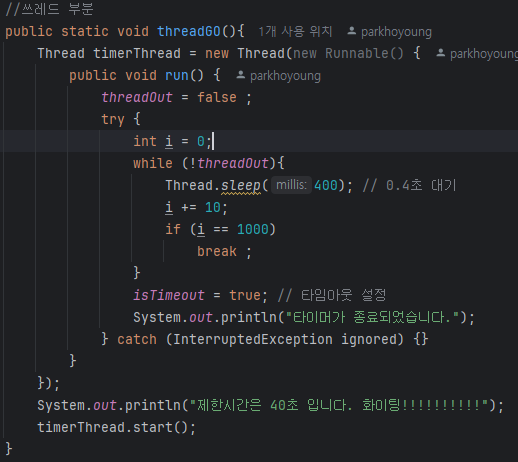 //쓰레드 부분
public static void threadGO(){ 1개 사용 위치 parkhoyoung
    Thread timerThread = new Thread(new Runnable() { parkhoyoung
        public void run() { parkhoyoung
            threadOut = false ;
            try {
                int i = 0;
                while (!threadOut){
                    Thread.sleep( millis: 400); // 0.4초 대기
                    i += 10;
                    if (i == 1000)
                        break ;
                }
                isTimeout = true; // 타임아웃 설정
                System.out.println("타이머가 종료되었습니다.");
            } catch (InterruptedException ignored) {}
        }
    });
    System.out.println("제한시간은 40초 입니다. 화이팅!!!!!!!!!!");
    timerThread.start();
}